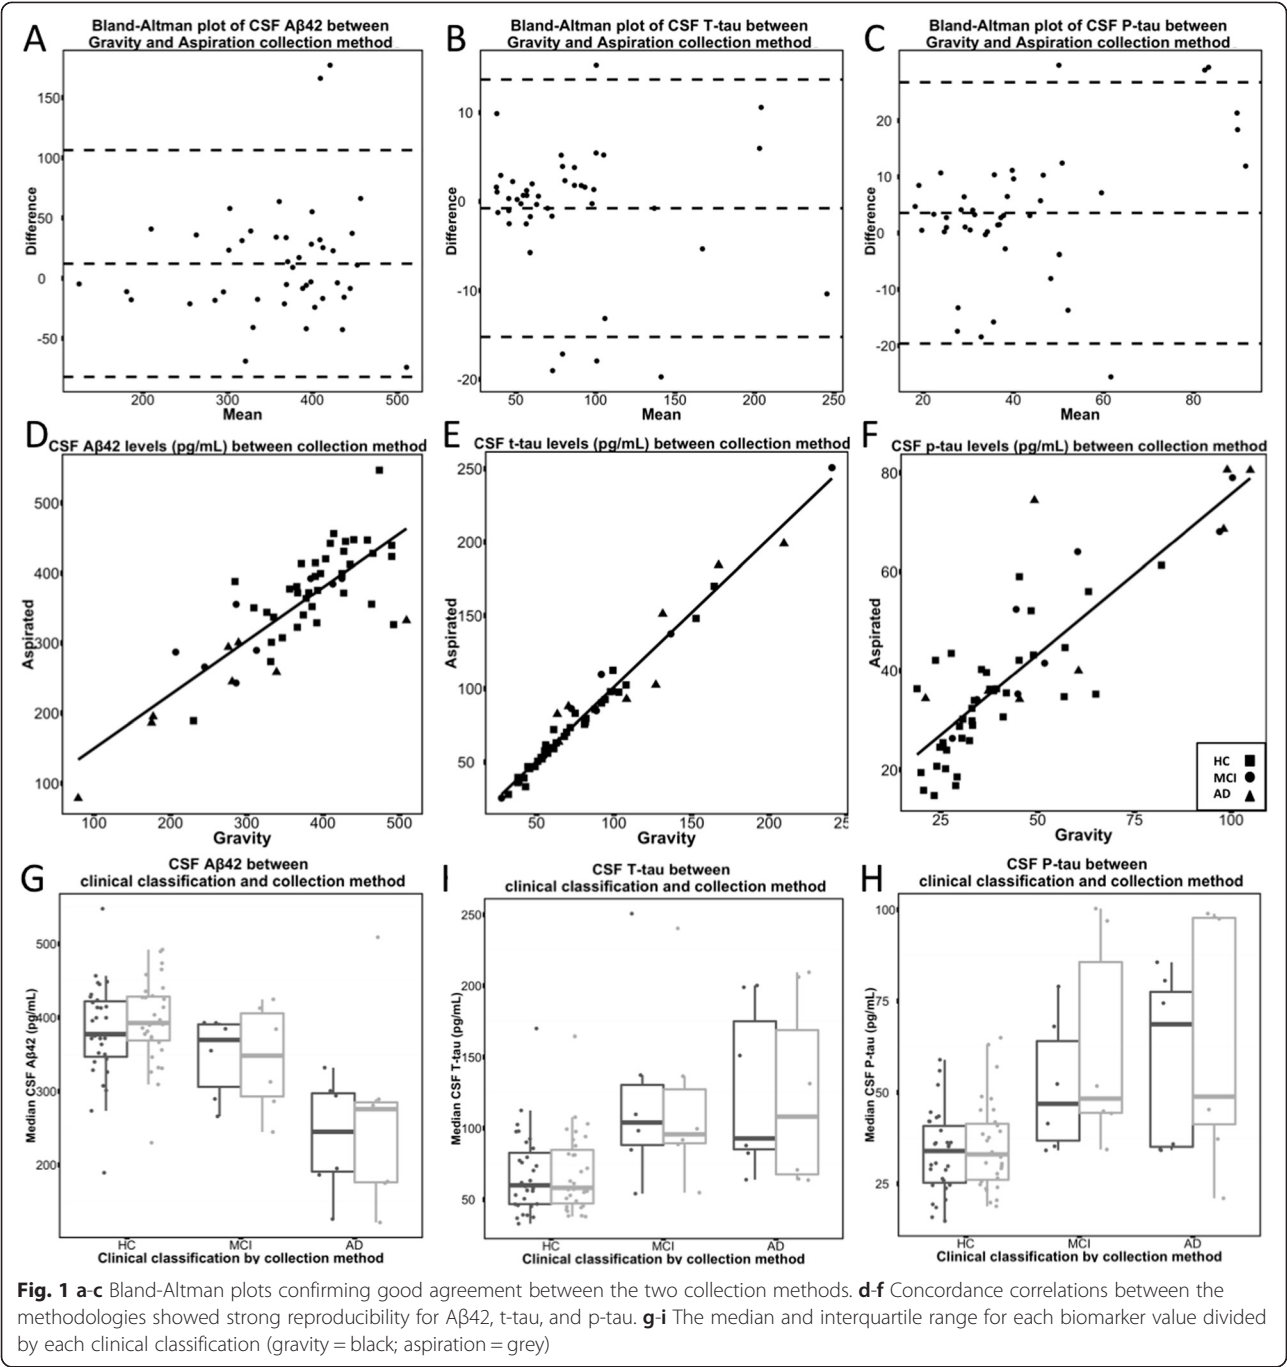 A
Bland-Altman plot of CSF Aβ42 between
Gravity and Aspiration collection method
Difference
150
100
50
0
-50
200
300
400
500
Mean
B
Bland-Altman plot of CSF T-tau between
Gravity and Aspiration collection method
Difference
10
0
-10
-20
50
100
150
200
250
Mean
C
Bland-Altman plot of CSF P-tau between
Gravity and Aspiration collection method
Difference
20
10
0
-10
-20
20
40
60
80
Mean
D
CSF Aβ42 levels (pg/mL) between collection method
Aspirated
500
400
300
200
100
100
200
300
400
500
Gravity
E
CSF t-tau levels (pg/mL) between collection method
Aspirated
250
200
150
100
50
50
100
150
200
25
Gravity
F
CSF p-tau levels (pg/mL) between collection method
Aspirated
80
60
40
20
25
50
75
100
Gravity
HC
MCI
AD
G
CSF Aβ42 between
clinical classification and collection method
Median CSF Aβ42 (pg/mL)
500
400
300
200
HC
MCI
AD
Clinical classification by collection method
I
CSF T-tau between
clinical classification and collection method
Median CSF T-tau (pg/mL)
250
200
150
100
50
HC
MCI
AD
Clinical classification by collection method
H
CSF P-tau between
clinical classification and collection method
Median CSF P-tau (pg/mL)
100
75
50
25
HC
MCI
AD
Clinical classification by collection method
Fig. 1 a-c Bland-Altman plots confirming good agreement between the two collection methods. d-f Concordance correlations between the
methodologies showed strong reproducibility for Aβ42, t-tau, and p-tau. g-i The median and interquartile range for each biomarker value divided
by each clinical classification (gravity = black; aspiration = grey)